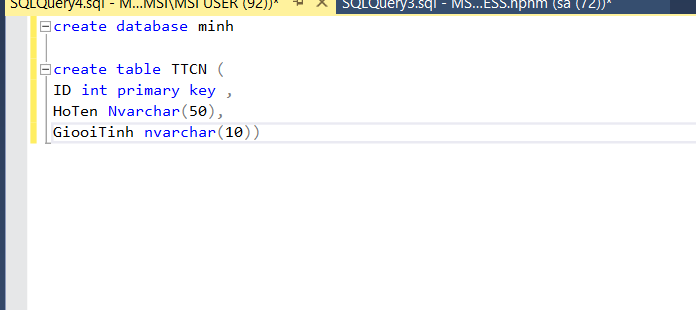 SQLQuery4.sql - M...MSI\MSI USER (92))* SQLQuery3.sql - MS...ESS.hphm (sa (72))*
create database minh
create table TTCN (
ID int primary key ,
HoTen Nvarchar(50),
GiooiTinh nvarchar(10))